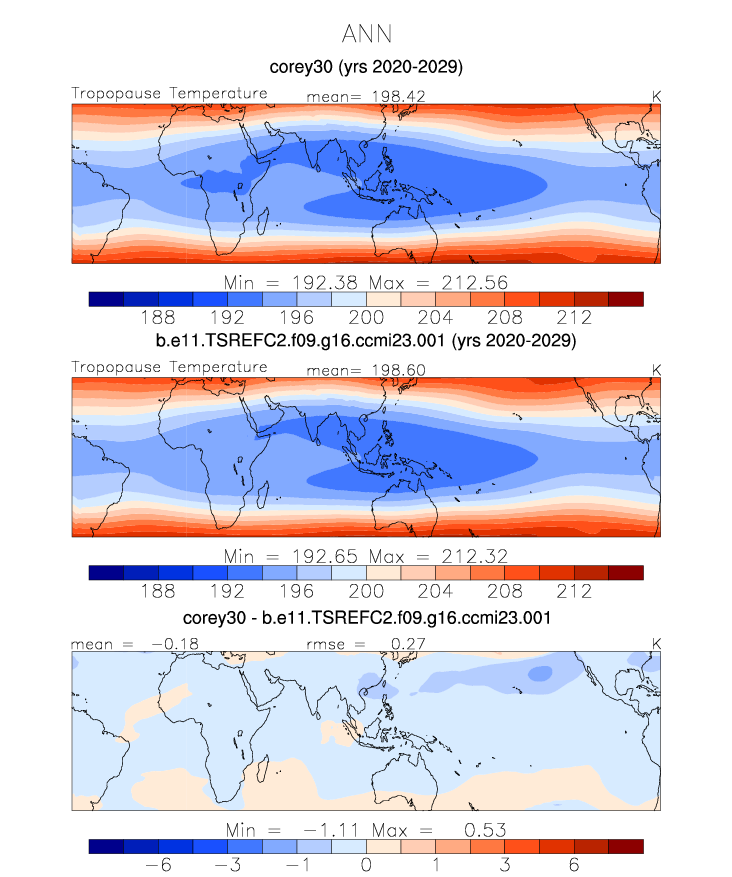 ANN
corey30 (yrs 2020-2029)
Tropopause Temperature mean= 198.42 K
Min = 192.38 Max = 212.56
188 192 196 200 204 208 212
b.e11.TSREFC2.f09.g16.ccmi23.001 (yrs 2020-2029)
Tropopause Temperature mean= 198.60 K
Min = 192.65 Max = 212.32
188 192 196 200 204 208 212
corey30 - b.e11.TSREFC2.f09.g16.ccmi23.001
mean = −0.18 rmse = 0.27 K
Min = −1.11 Max = 0.53
−6 −3 −1 0 1 3 6